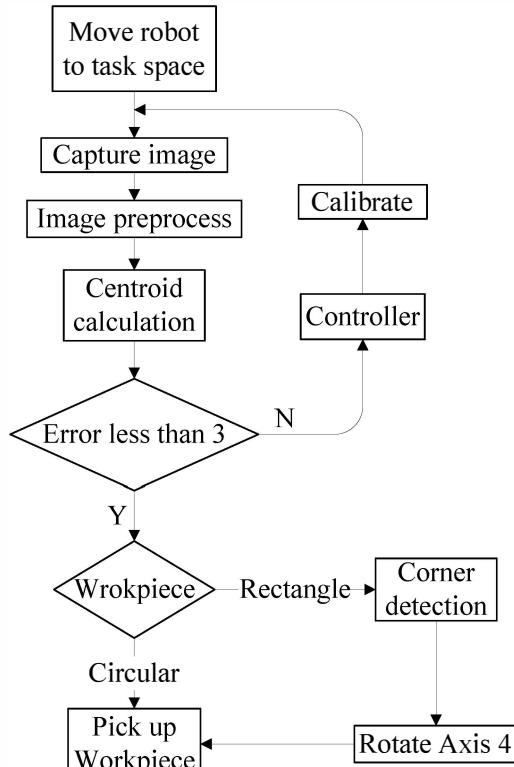 Move robot
to task space
Capture image
Image preprocess
Calibrate
Centroid
calculation
Controller
Error less than 3
N
Y
Wrokpiece
Rectangle
Corner
detection
Circular
Pick up
Workpiece
Rotate Axis 4